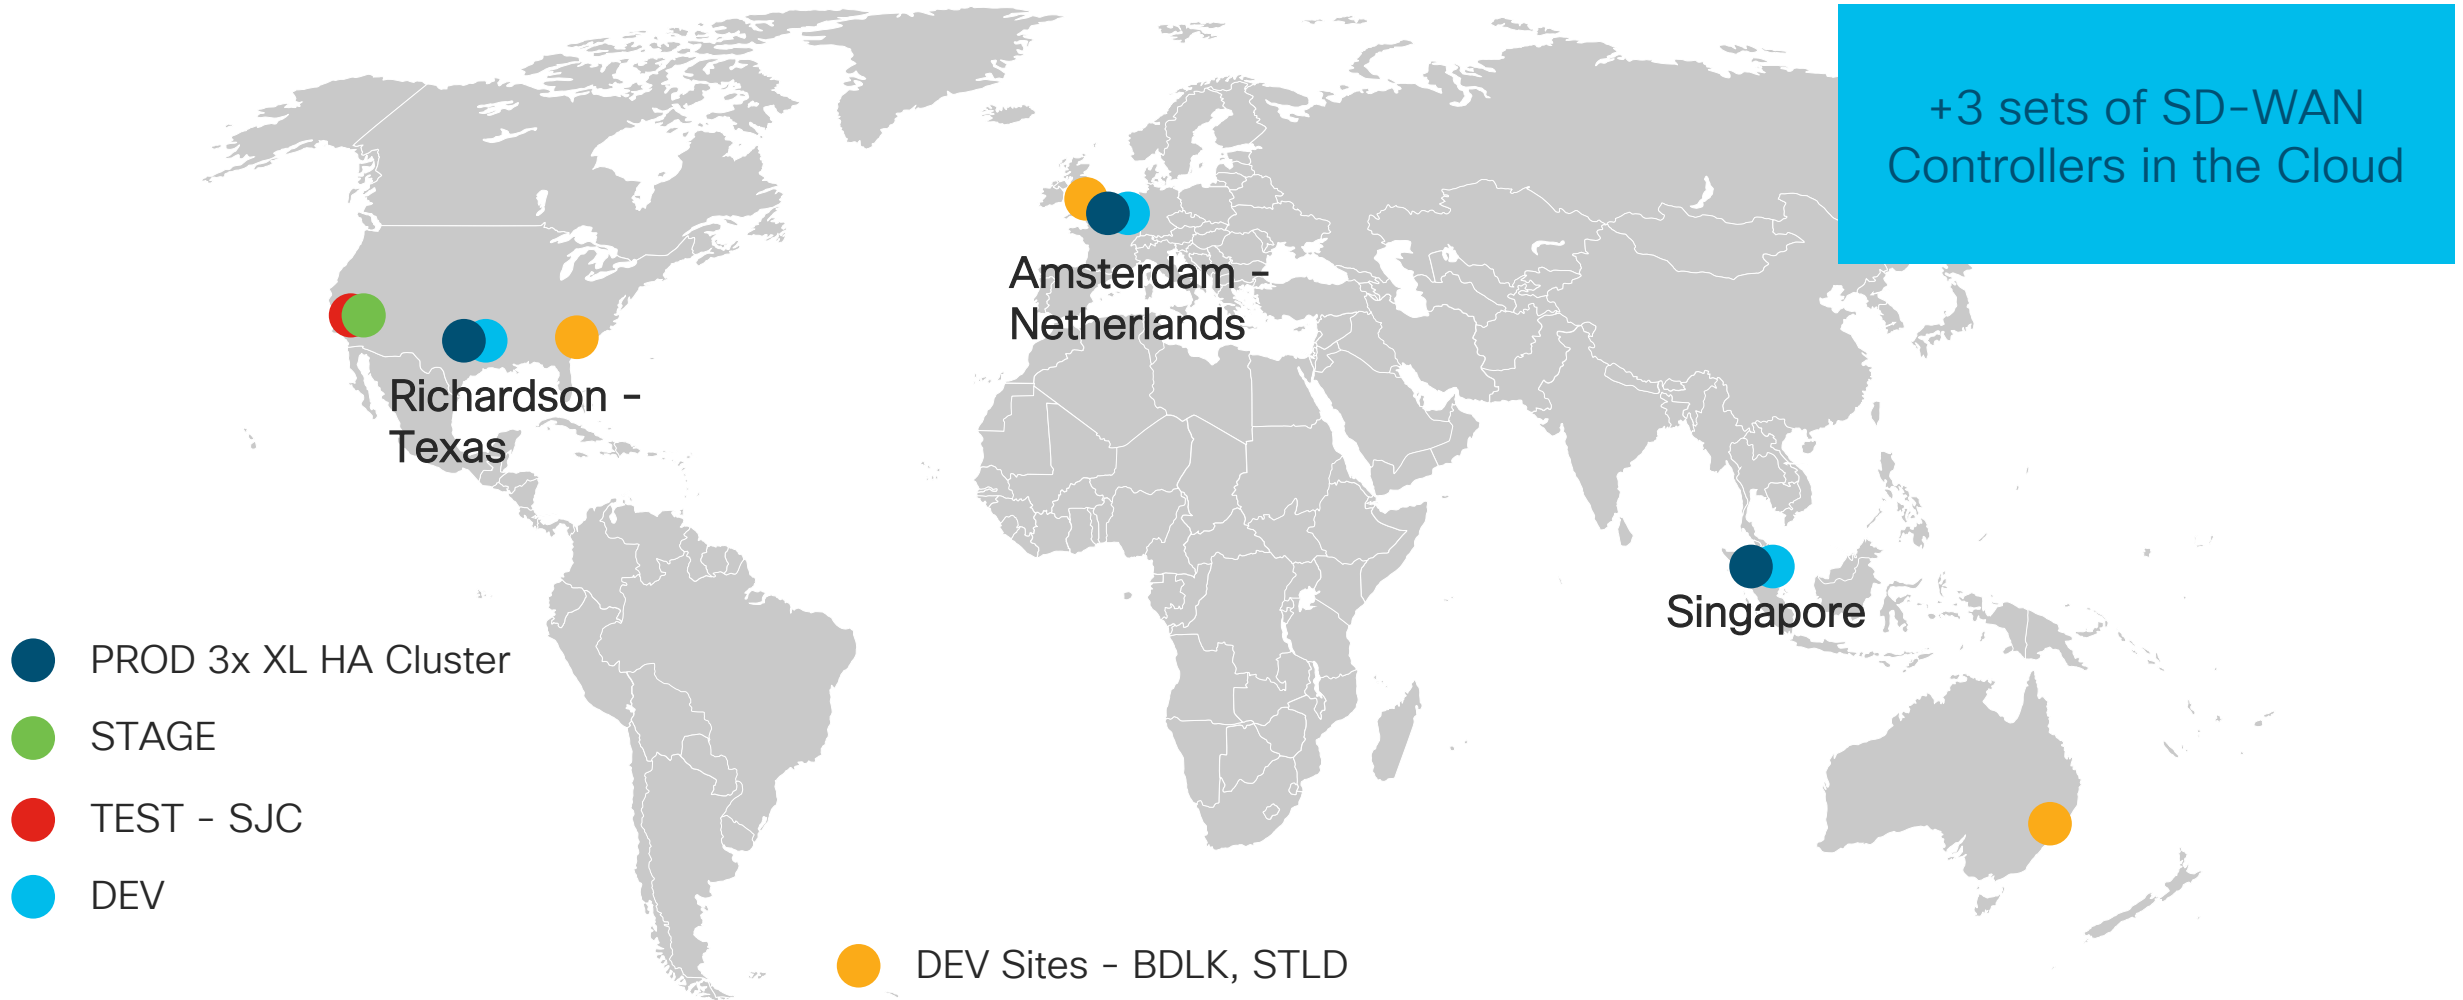 +3 sets of SD-WAN
Controllers in the Cloud
Amsterdam -
Netherlands
Richardson -
Texas
Singapore
PROD 3x XL HA Cluster
STAGE
TEST - SJC
DEV
DEV Sites - BDLK, STLD